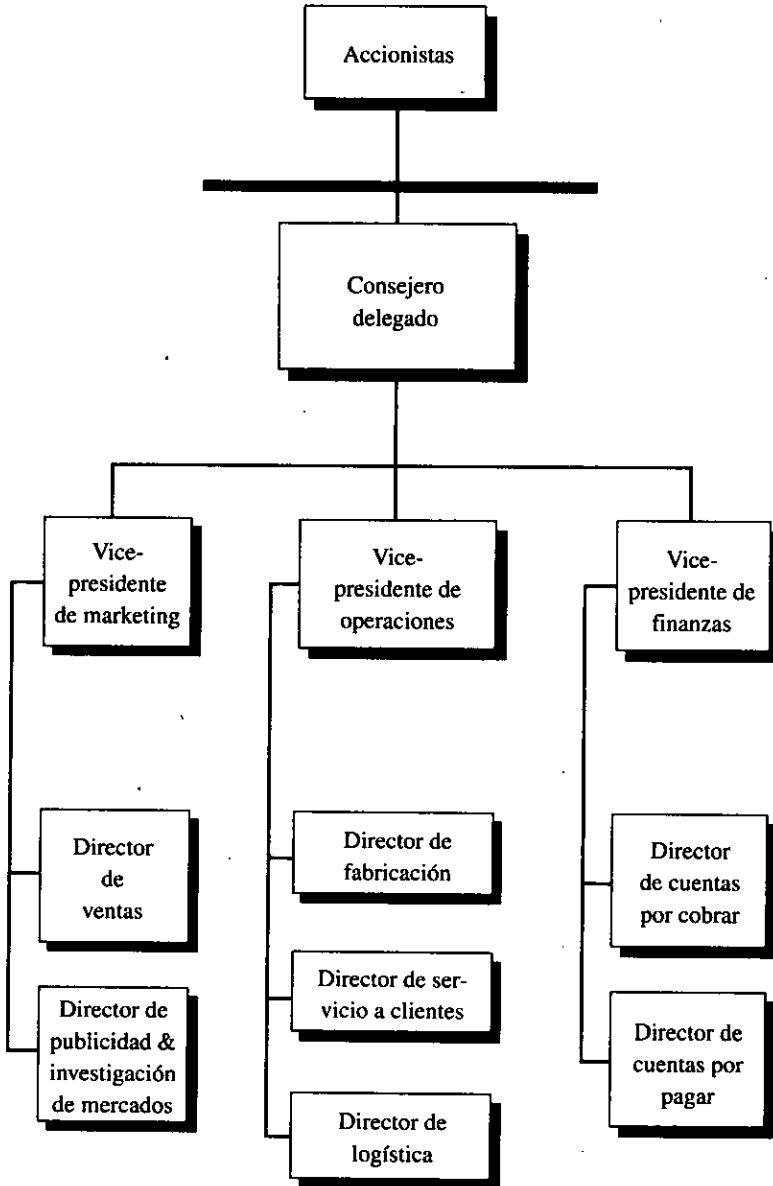 Accionistas
Consejero
delegado
Vice-
presidente
de marketing
Vice-
presidente de
operaciones
Vice-
presidente de
finanzas
Director
de
ventas
Director de
publicidad &
investigación
de mercados
Director de
fabricación
Director de ser-
vicio a clientes
Director de
logística
Director
de cuentas
por cobrar
Director de
cuentas por
pagar